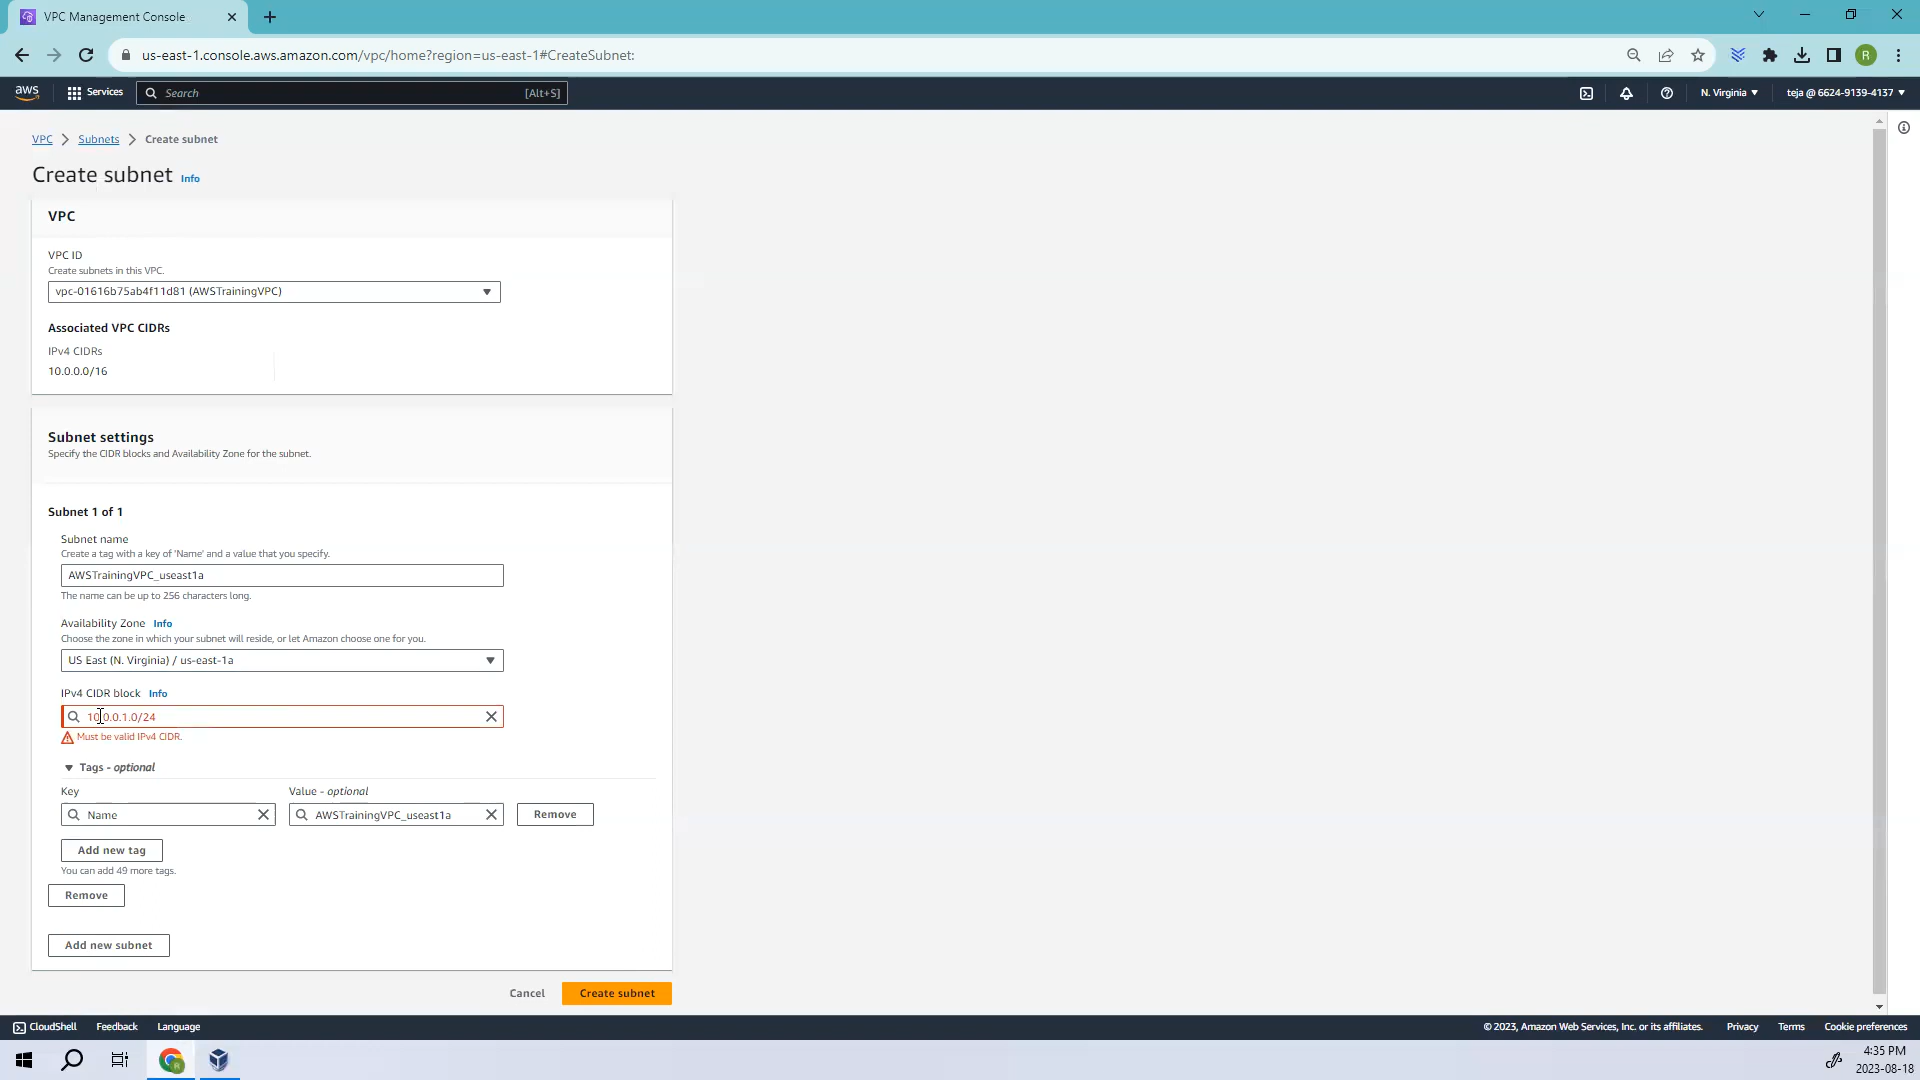 VPC Management Console
us-east-1.console.aws.amazon.com/vpc/home?region=us-east-1#CreateSubnet:
R
aws
Services
Search
[Alt+S]
N. Virginia
teja @ 6624-9139-4137
VPC
Subnets
Create subnet
Create subnet Info
VPC
VPC ID
Create subnets in this VPC.
vpc-01616b75ab4f11d81 (AWSTrainingVPC)
Associated VPC CIDRs
IPv4 CIDRs
10.0.0.0/16
Subnet settings
Specify the CIDR blocks and Availability Zone for the subnet.
Subnet 1 of 1
Subnet name
Create a tag with a key of 'Name' and a value that you specify.
AWSTrainingVPC_useast1a
The name can be up to 256 characters long.
Availability Zone Info
Choose the zone in which your subnet will reside, or let Amazon choose one for you.
US East (N. Virginia) / us-east-1a
IPv4 CIDR block Info
10.0.0.1.0/24
Must be valid IPv4 CIDR.
Tags - optional
Key Value - optional
Name AWSTrainingVPC_useast1a Remove
Add new tag
You can add 49 more tags.
Remove
Add new subnet
Cancel Create subnet
CloudShell Feedback Language
© 2023, Amazon Web Services, Inc. or its affiliates. Privacy Terms Cookie preferences
R
4:35 PM
2023-08-18